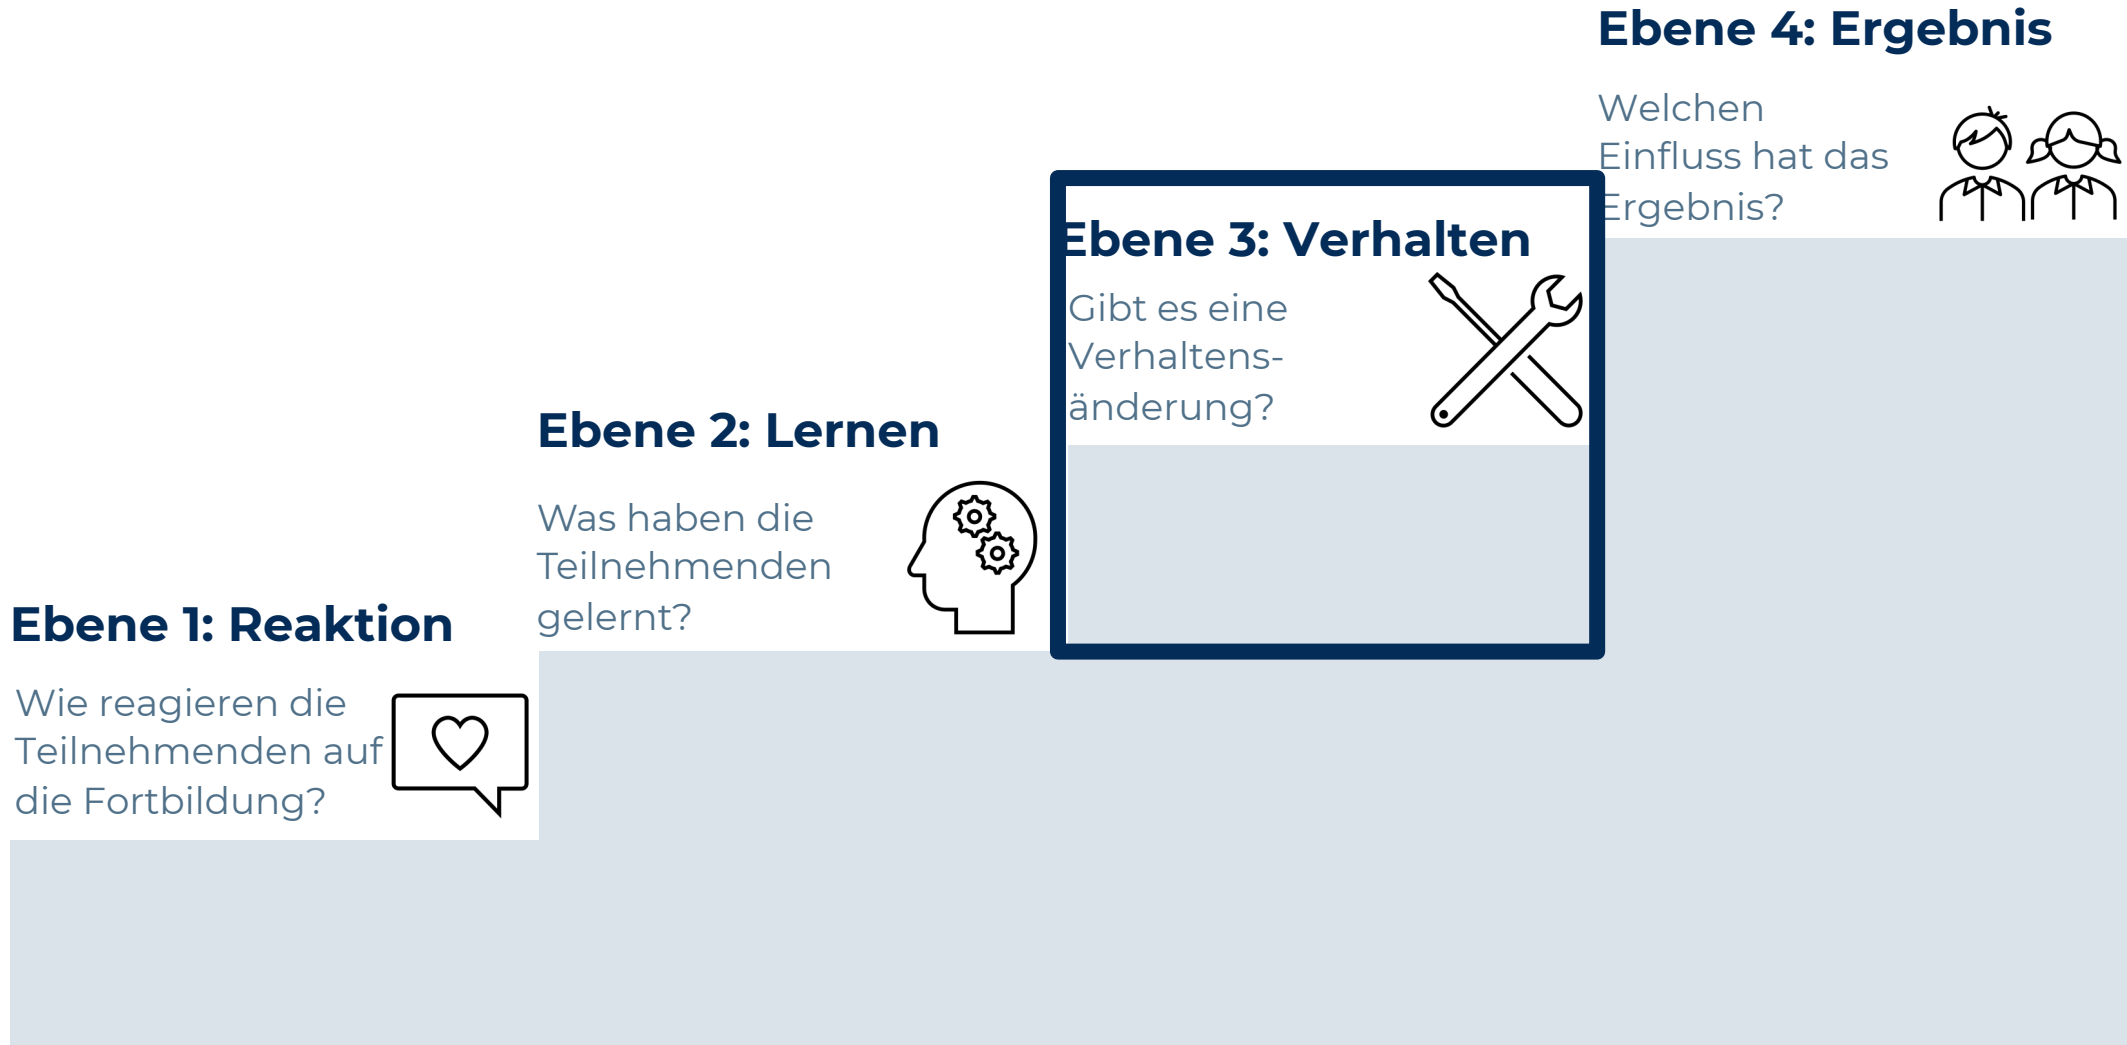 Ebene 1: Reaktion
Wie reagieren die
Teilnehmenden auf
die Fortbildung?
Ebene 2: Lernen
Was haben die
Teilnehmenden
gelernt?
Ebene 3: Verhalten
Gibt es eine
Verhaltens-
änderung?
Ebene 4: Ergebnis
Welchen
Einfluss hat das
Ergebnis?